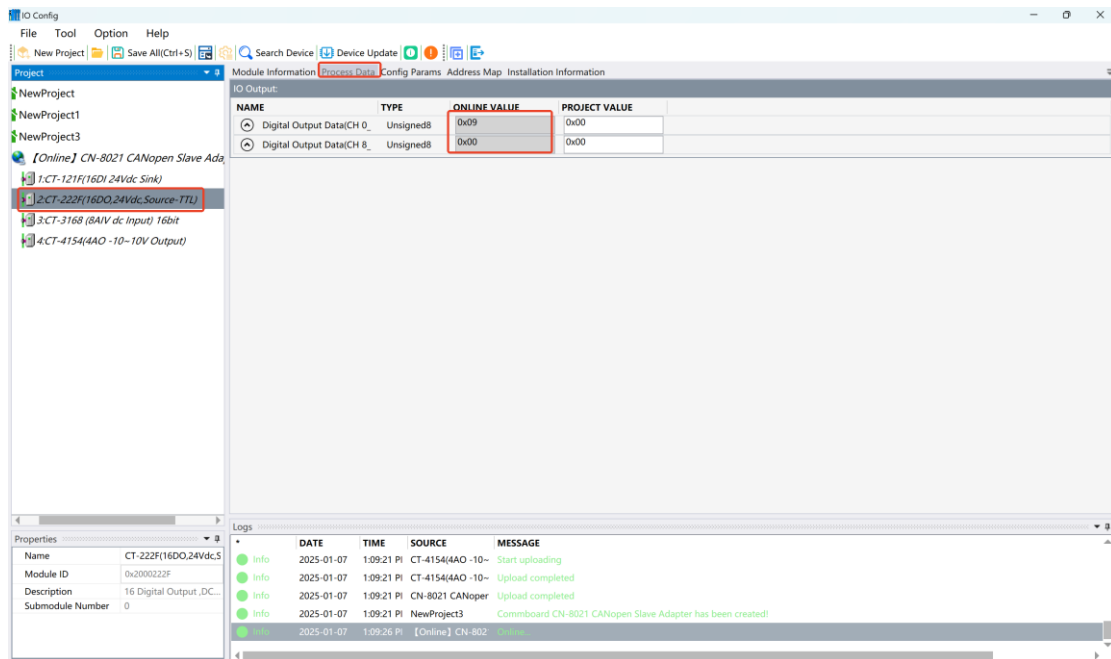 IO Config
File Tool Option Help
New Project Save All(Ctrl+S) Search Device Device Update
Project
NewProject
NewProject1
NewProject3
【Online】CN-8021 CANopen Slave Ada
1:CT-121F(16DI 24Vdc Sink)
2:CT-222F(16DO,24Vdc,Source-TTL)
3:CT-3168 (8AIV dc Input) 16bit
4:CT-4154(4AO -10~10V Output)
Module Information Process Data Config Params Address Map Installation Information
IO Output:
NAME TYPE ONLINE VALUE PROJECT VALUE
Digital Output Data(CH 0_ Unsigned8 0x09 0x00
Digital Output Data(CH 8_ Unsigned8 0x00 0x00
Properties
Name CT-222F(16DO,24Vdc,S
Module ID 0x2000222F
Description 16 Digital Output ,DC...
Submodule Number 0
Logs
* DATE TIME SOURCE MESSAGE
Info 2025-01-07 1:09:21 PI CT-4154(4AO -10~ Start uploading
Info 2025-01-07 1:09:21 PI CT-4154(4AO -10~ Upload completed
Info 2025-01-07 1:09:21 PI CN-8021 CANoper Upload completed
Info 2025-01-07 1:09:21 PI NewProject3 Commboard CN-8021 CANopen Slave Adapter has been created!
Info 2025-01-07 1:09:26 PI 【Online】CN-802 Online...